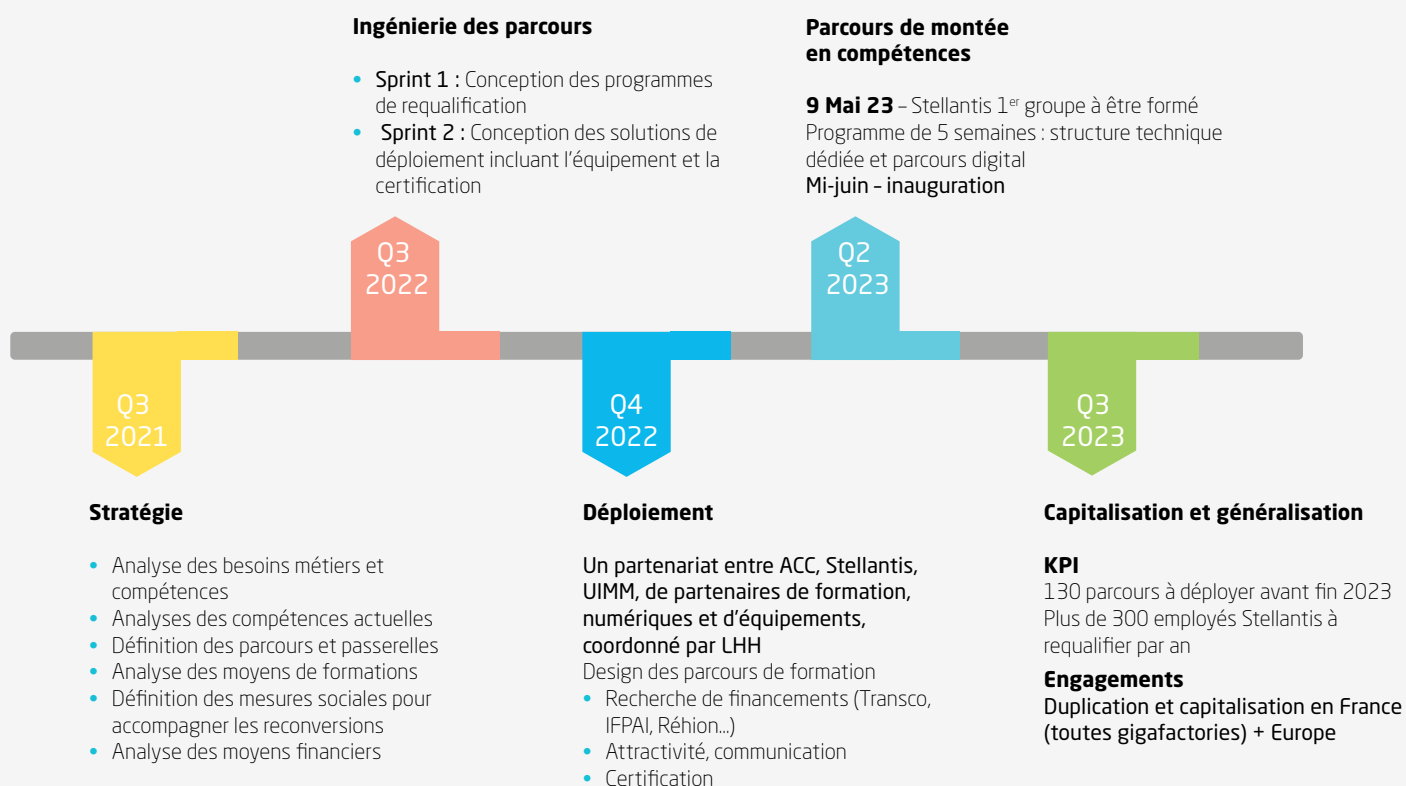 Ingénierie des parcours
• Sprint 1 : Conception des programmes
de requalification
• Sprint 2 : Conception des solutions de
déploiement incluant l'équipement et la
certification
Parcours de montée
en compétences
9 Mai 23 – Stellantis 1er groupe à être formé
Programme de 5 semaines : structure technique
dédiée et parcours digital
Mi-juin – inauguration
Q3
2022
Q2
2023
Q3
2021
Q4
2022
Q3
2023
Stratégie
• Analyse des besoins métiers et
compétences
• Analyses des compétences actuelles
• Définition des parcours et passerelles
• Analyse des moyens de formations
• Définition des mesures sociales pour
accompagner les reconversions
• Analyse des moyens financiers
Déploiement
Un partenariat entre ACC, Stellantis,
UIMM, de partenaires de formation,
numériques et d'équipements,
coordonné par LHH
Design des parcours de formation
• Recherche de financements (Transco,
IFPAI, Réhion...)
• Attractivité, communication
• Certification
Capitalisation et généralisation
KPI
130 parcours à déployer avant fin 2023
Plus de 300 employés Stellantis à
requalifier par an
Engagements
Duplication et capitalisation en France
(toutes gigafactories) + Europe